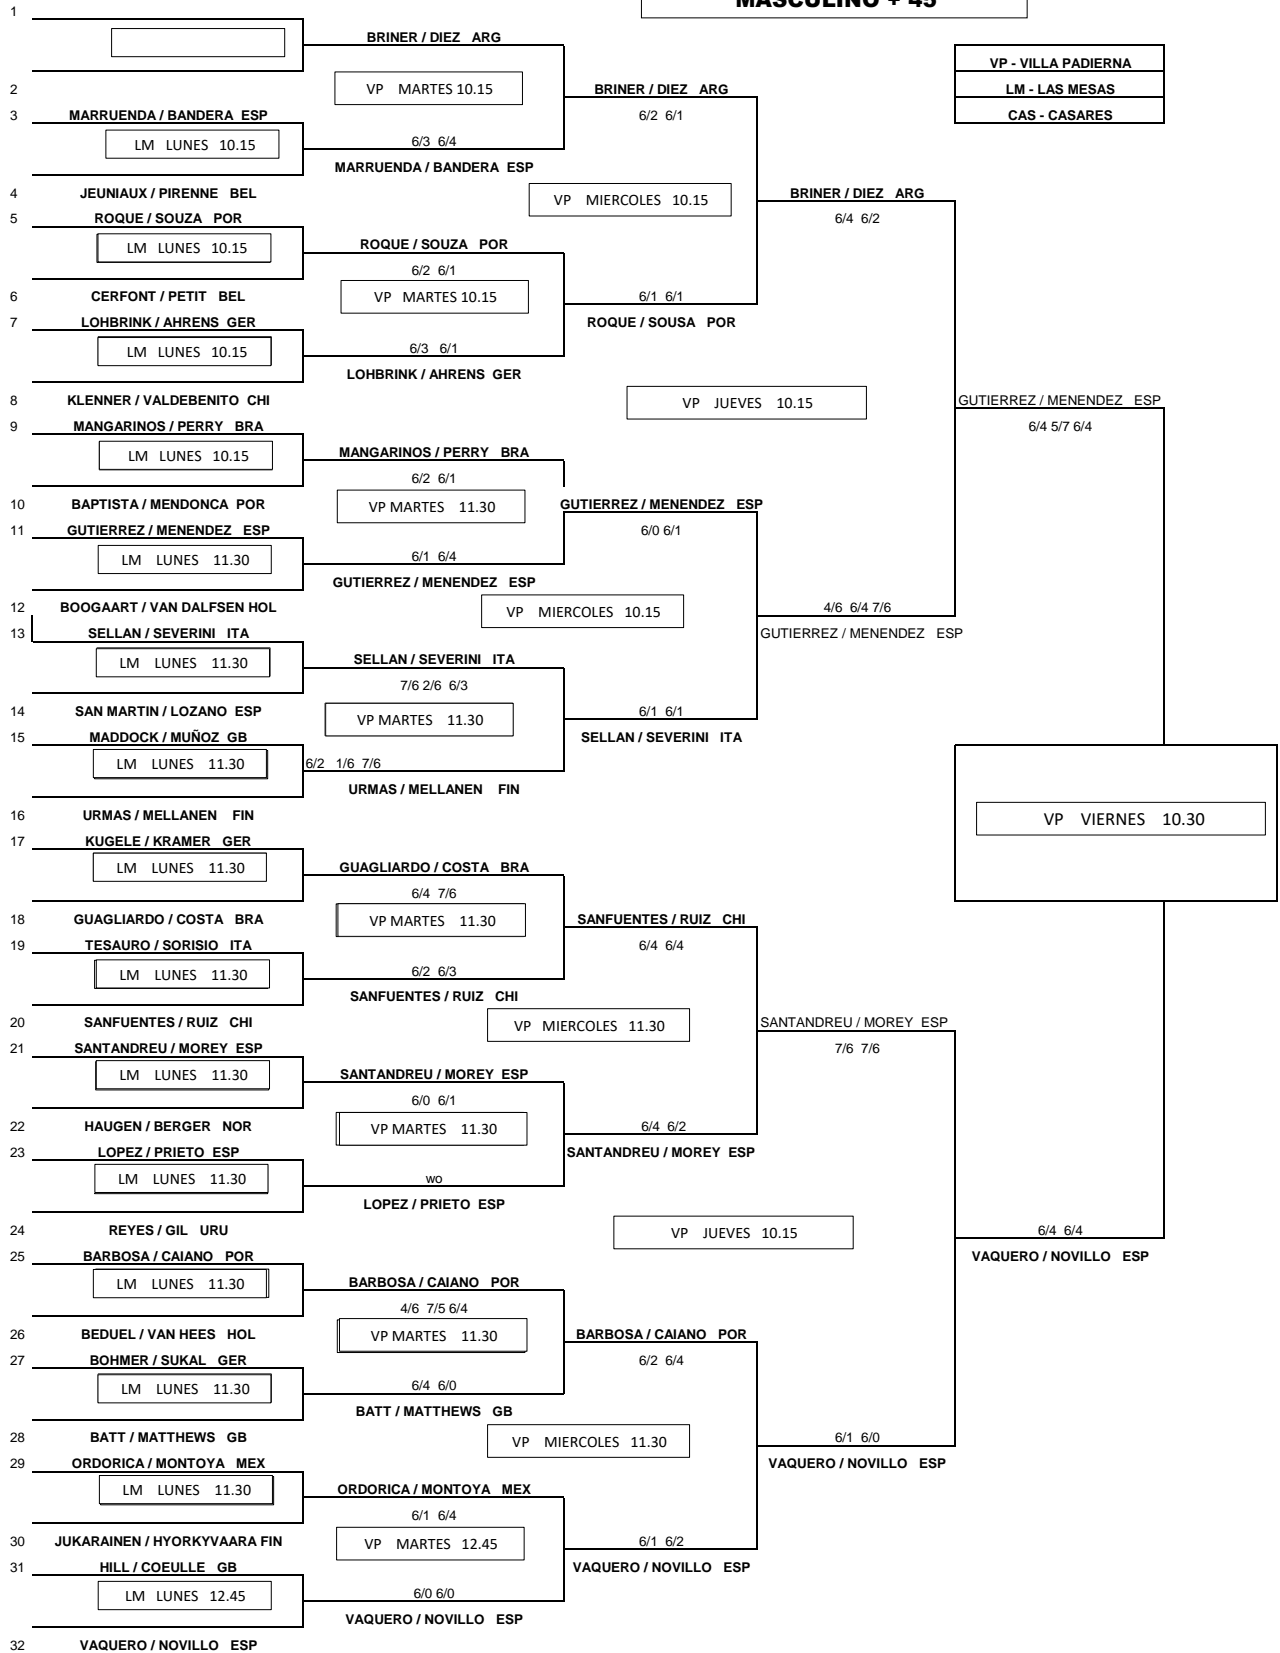 MASCULINO + 45
1
BRINER / DIEZ ARG
VP - VILLA PADIERNA
VP MARTES 10.15
2
BRINER / DIEZ ARG
LM - LAS MESAS
3 MARRUENDA / BANDERA ESP
6/2 6/1
CAS - CASARES
LM LUNES 10.15
6/3 6/4
MARRUENDA / BANDERA ESP
4 JEUNIAUX / PIRENNE BEL
VP MIERCOLES 10.15
BRINER / DIEZ ARG
5 ROQUE / SOUZA POR
6/4 6/2
LM LUNES 10.15
ROQUE / SOUZA POR
6/2 6/1
6 CERFONT / PETIT BEL
VP MARTES 10.15
6/1 6/1
7 LOHBRINK / AHRENS GER
ROQUE / SOUSA POR
LM LUNES 10.15
6/3 6/1
LOHBRINK / AHRENS GER
8 KLENNER / VALDEBENITO CHI
VP JUEVES 10.15
GUTIERREZ / MENENDEZ ESP
9 MANGARINOS / PERRY BRA
6/4 5/7 6/4
LM LUNES 10.15
MANGARINOS / PERRY BRA
6/2 6/1
10 BAPTISTA / MENDONCA POR
VP MARTES 11.30
GUTIERREZ / MENENDEZ ESP
11 GUTIERREZ / MENENDEZ ESP
6/0 6/1
LM LUNES 11.30
6/1 6/4
GUTIERREZ / MENENDEZ ESP
12 BOOGAART / VAN DALFSEN HOL
VP MIERCOLES 10.15
4/6 6/4 7/6
13 SELLAN / SEVERINI ITA
GUTIERREZ / MENENDEZ ESP
LM LUNES 11.30
SELLAN / SEVERINI ITA
7/6 2/6 6/3
14 SAN MARTIN / LOZANO ESP
VP MARTES 11.30
6/1 6/1
15 MADDOCK / MUÑOZ GB
SELLAN / SEVERINI ITA
LM LUNES 11.30
6/2 1/6 7/6
URMAS / MELLANEN FIN
16 URMAS / MELLANEN FIN
VP VIERNES 10.30
17 KUGELE / KRAMER GER
LM LUNES 11.30
GUAGLIARDO / COSTA BRA
6/4 7/6
18 GUAGLIARDO / COSTA BRA
VP MARTES 11.30
SANFUENTES / RUIZ CHI
19 TESAURO / SORISIO ITA
6/4 6/4
LM LUNES 11.30
6/2 6/3
SANFUENTES / RUIZ CHI
20 SANFUENTES / RUIZ CHI
VP MIERCOLES 11.30
SANTANDREU / MOREY ESP
21 SANTANDREU / MOREY ESP
7/6 7/6
LM LUNES 11.30
SANTANDREU / MOREY ESP
6/0 6/1
22 HAUGEN / BERGER NOR
VP MARTES 11.30
6/4 6/2
23 LOPEZ / PRIETO ESP
SANTANDREU / MOREY ESP
LM LUNES 11.30
wo
LOPEZ / PRIETO ESP
24 REYES / GIL URU
VP JUEVES 10.15
6/4 6/4
25 BARBOSA / CAIANO POR
VAQUERO / NOVILLO ESP
LM LUNES 11.30
BARBOSA / CAIANO POR
4/6 7/5 6/4
26 BEDUEL / VAN HEES HOL
VP MARTES 11.30
BARBOSA / CAIANO POR
27 BOHMER / SUKAL GER
6/2 6/4
LM LUNES 11.30
6/4 6/0
BATT / MATTHEWS GB
28 BATT / MATTHEWS GB
VP MIERCOLES 11.30
6/1 6/0
29 ORDORICA / MONTOYA MEX
VAQUERO / NOVILLO ESP
LM LUNES 11.30
ORDORICA / MONTOYA MEX
6/1 6/4
30 JUKARAINEN / HYORKYVAARA FIN
VP MARTES 12.45
6/1 6/2
31 HILL / COEULLE GB
VAQUERO / NOVILLO ESP
LM LUNES 12.45
6/0 6/0
VAQUERO / NOVILLO ESP
32 VAQUERO / NOVILLO ESP